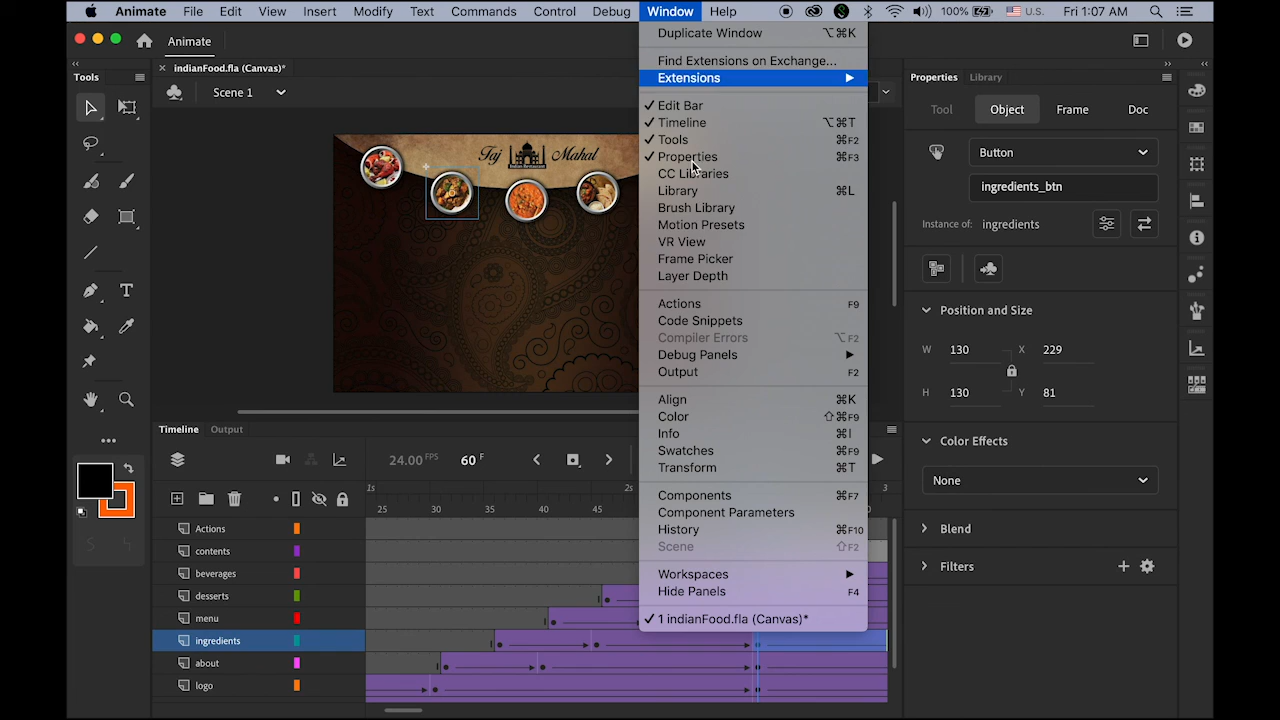 Animate File Edit View Insert Modify Text Commands Control Debug Window Help 100% U.S. Fri 1:07 AM
Animate
Tools
indianFood.fla (Canvas)*
Scene 1
Taj Mahal
Indian Restaurant
Duplicate Window ⌥⌘K
Find Extensions on Exchange...
Extensions
✓ Edit Bar
✓ Timeline ⌥⌘T
✓ Tools ⌘F2
✓ Properties ⌘F3
CC Libraries
Library ⌘L
Brush Library
Motion Presets
VR View
Frame Picker
Layer Depth
Actions F9
Code Snippets
Compiler Errors ⌥F2
Debug Panels
Output F2
Align ⌘K
Color ⇧⌘F9
Info ⌘I
Swatches ⌘F9
Transform ⌘T
Components ⌘F7
Component Parameters
History ⌘F10
Scene ⇧F2
Workspaces
Hide Panels F4
✓ 1 indianFood.fla (Canvas)*
Properties Library
Tool Object Frame Doc
Button
ingredients_btn
Instance of: ingredients
Position and Size
W 130 X 229
H 130 Y 81
Color Effects
None
Blend
Filters
Timeline Output
24.00 FPS 60 F
1s 2s 3
25 30 35 40 45
Actions
contents
beverages
desserts
menu
ingredients
about
logo